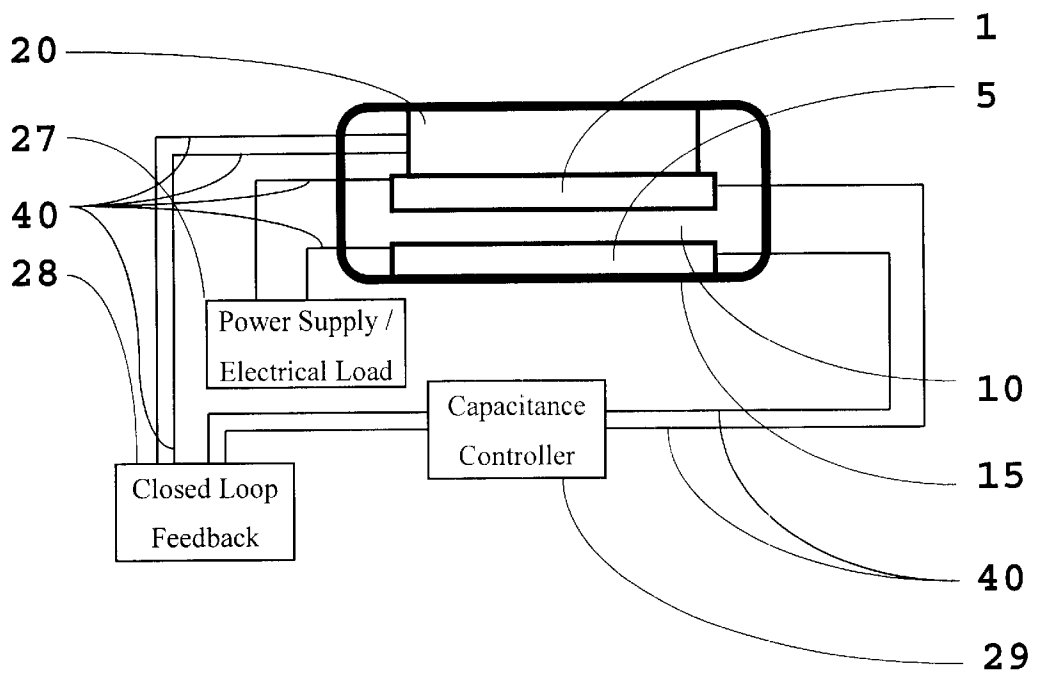 20
1
5
27
40
28
Power Supply /
Electrical Load
10
Capacitance
Controller
15
Closed Loop
Feedback
40
29